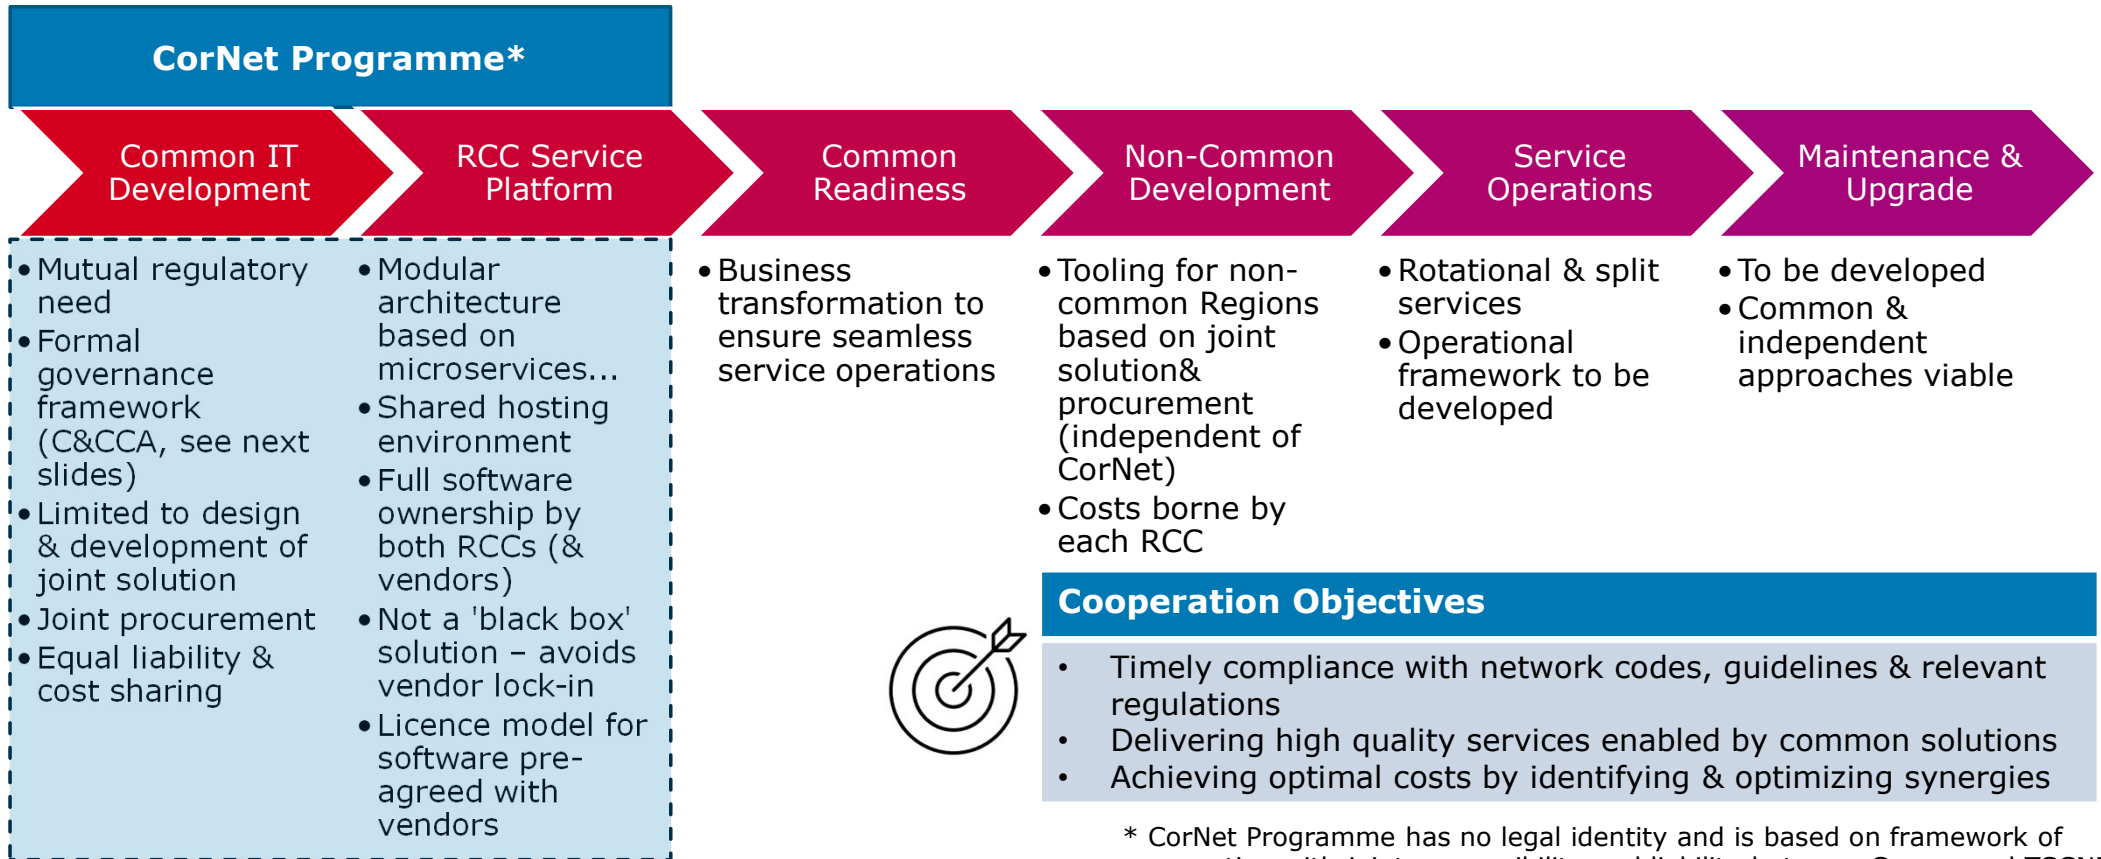 CorNet Programme*
Common IT
Development
RCC Service
Platform
Common
Readiness
Non-Common
Development
Service
Operations
Maintenance &
Upgrade
• Mutual regulatory
need
• Formal
governance
framework
(C&CCA, see next
slides)
• Limited to design
& development of
joint solution
• Joint procurement
• Equal liability &
cost sharing
• Modular
architecture
based on
microservices...
• Shared hosting
environment
• Full software
ownership by
both RCCs (&
vendors)
• Not a 'black box'
solution – avoids
vendor lock-in
• Licence model for
software pre-
agreed with
vendors
• Business
transformation to
ensure seamless
service operations
• Tooling for non-
common Regions
based on joint
solution&
procurement
(independent of
CorNet)
• Costs borne by
each RCC
• Rotational & split
services
• Operational
framework to be
developed
• To be developed
• Common &
independent
approaches viable
Cooperation Objectives
• Timely compliance with network codes, guidelines & relevant
regulations
• Delivering high quality services enabled by common solutions
• Achieving optimal costs by identifying & optimizing synergies
* CorNet Programme has no legal identity and is based on framework of